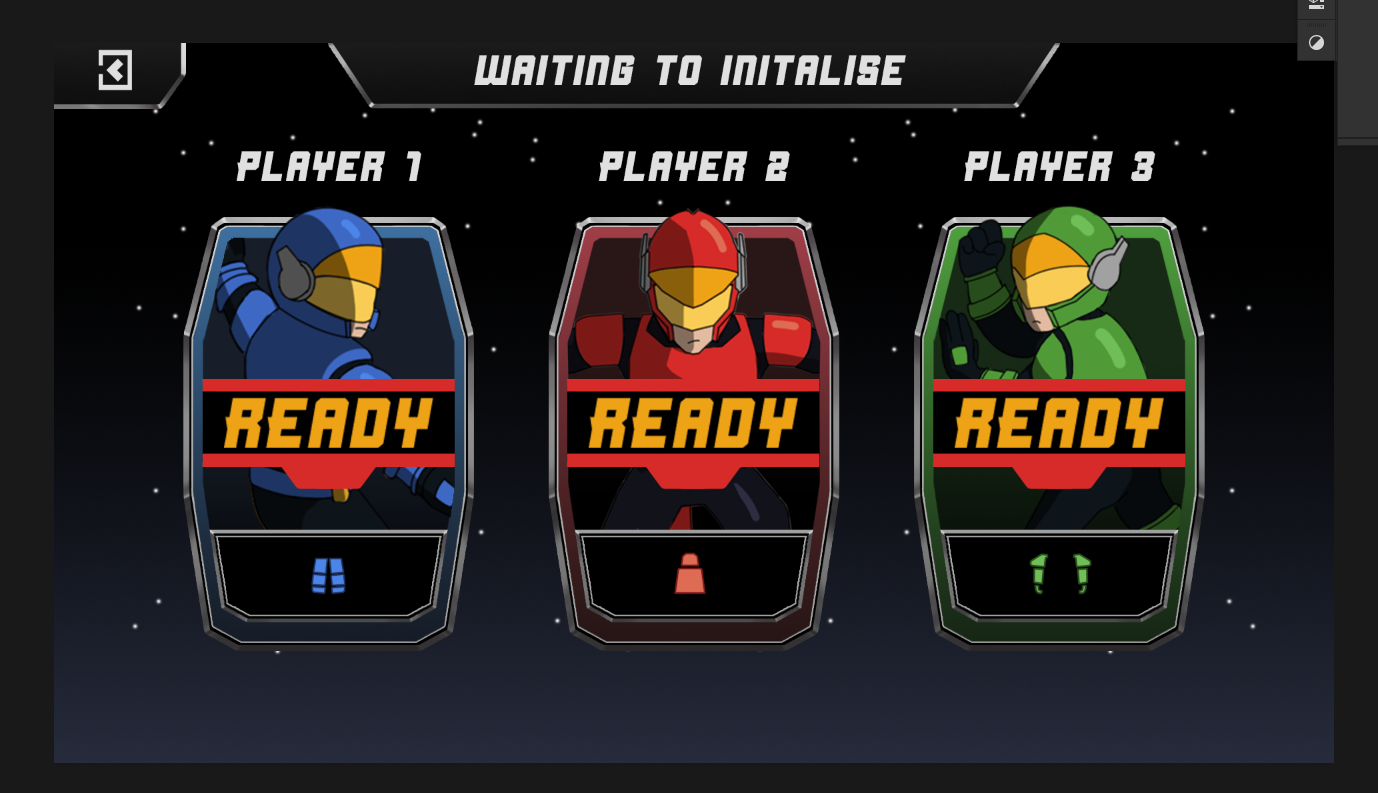 WAITING TO INITALISE
PLAYER 1
PLAYER 2
PLAYER 3
READY
READY
READY